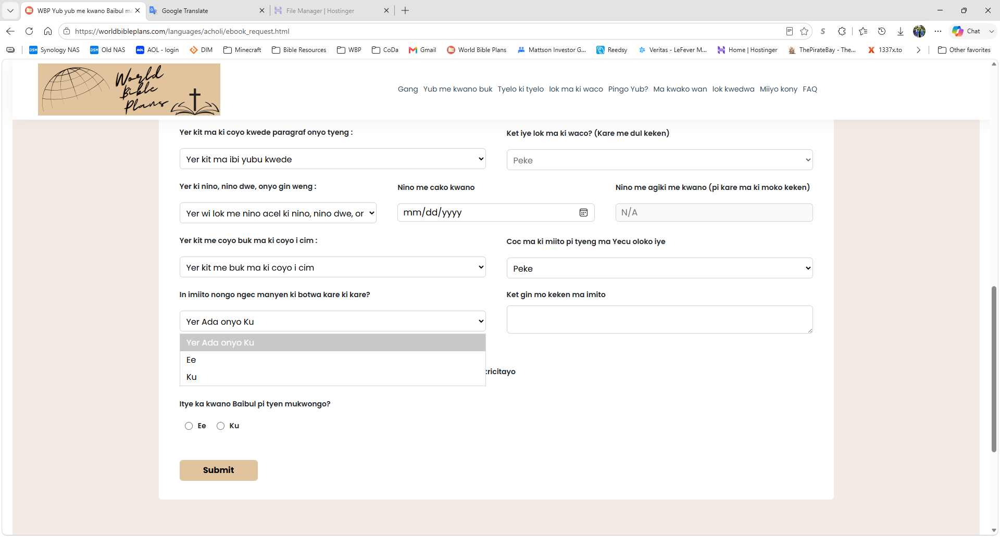 WBP Yub yub me kwano Baibul ma
Google Translate
File Manager | Hostinger
https://worldbibleplans.com/languages/acholi/ebook_request.html
Chat
Synology NAS
Old NAS
AOL - login
DIM
Minecraft
Bible Resources
WBP
CoDa
Gmail
World Bible Plans
Mattson Investor G...
Reedsy
Veritas - LeFever M...
Home | Hostinger
ThePirateBay - The...
1337x.to
Other favorites
World
Bible
Plans
Gang Yub me kwano buk Tyelo ki tyelo lok ma ki waco Pingo Yub? Ma kwako wan lok kwedwa Miiyo kony FAQ
Yer kit ma ki coyo kwede paragraf onyo tyeng :
Ket iye lok ma ki waco? (Kare me dul keken)
Yer kit ma ibi yubu kwede
Peke
Yer ki nino, nino dwe, onyo gin weng :
Nino me cako kwano
Nino me agiki me kwano (pi kare ma ki moko keken)
Yer wi lok me nino acel ki nino, nino dwe, or
mm/dd/yyyy
N/A
Yer kit me coyo buk ma ki coyo i cim :
Coc ma ki miito pi tyeng ma Yecu oloko iye
Yer kit me buk ma ki coyo i cim
Peke
In imiito nongo ngec manyen ki botwa kare ki kare?
Ket gin mo keken ma imito
Yer Ada onyo Ku
Yer Ada onyo Ku
Ee
Ku
kricitayo
Itye ka kwano Baibul pi tyen mukwongo?
Ee
Ku
Submit